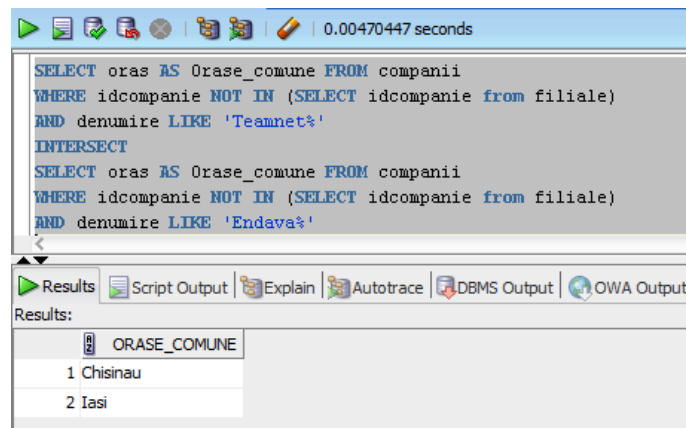 0.00470447 seconds
SELECT oras AS Orase_comune FROM companii
WHERE idcompanie NOT IN (SELECT idcompanie from filiale)
AND denumire LIKE 'Teamnet%'
INTERSECT
SELECT oras AS Orase_comune FROM companii
WHERE idcompanie NOT IN (SELECT idcompanie from filiale)
AND denumire LIKE 'Endava%'
Results Script Output Explain Autotrace DBMS Output OWA Output
Results:
ORASE_COMUNE
1 Chisinau
2 Iasi